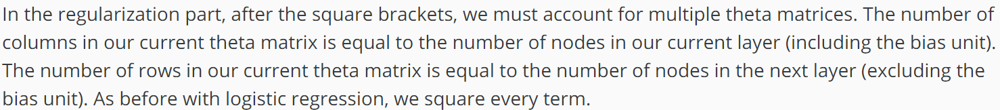 In the regularization part, after the square brackets, we must account for multiple theta matrices. The number of
columns in our current theta matrix is equal to the number of nodes in our current layer (including the bias unit).
The number of rows in our current theta matrix is equal to the number of nodes in the next layer (excluding the
bias unit). As before with logistic regression, we square every term.